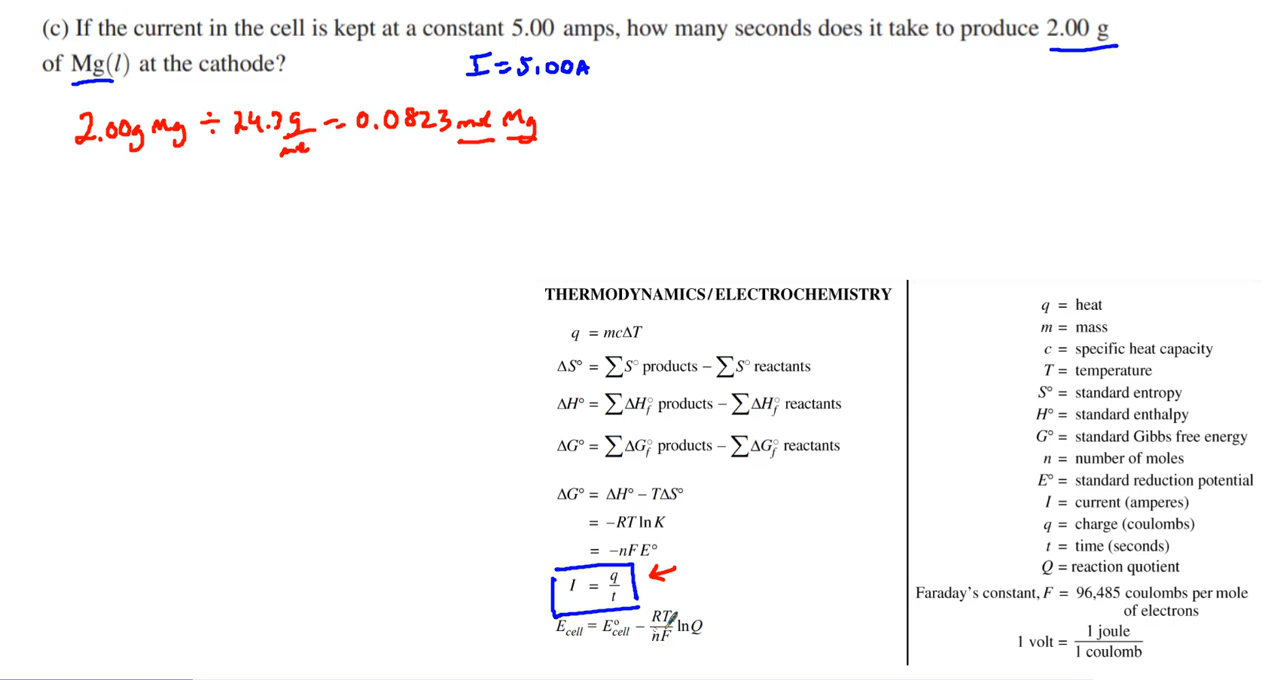 (c) If the current in the cell is kept at a constant 5.00 amps, how many seconds does it take to produce 2.00 g
of Mg(l) at the cathode?
I = 5.00A
2.00g Mg ÷ 24.3 g/mol = 0.0823 mol Mg
THERMODYNAMICS/ELECTROCHEMISTRY
q = mcΔT
ΔS° = ∑S° products − ∑S° reactants
ΔH° = ∑ΔH°f products − ∑ΔH°f reactants
ΔG° = ∑ΔG°f products − ∑ΔG°f reactants
ΔG° = ΔH° − TΔS°
= −RT ln K
= −nFE°
I = q/t
Ecell = E°cell − RT/nF ln Q
q = heat
m = mass
c = specific heat capacity
T = temperature
S° = standard entropy
H° = standard enthalpy
G° = standard Gibbs free energy
n = number of moles
E° = standard reduction potential
I = current (amperes)
q = charge (coulombs)
t = time (seconds)
Q = reaction quotient
Faraday's constant, F = 96,485 coulombs per mole
of electrons
1 volt = 1 joule / 1 coulomb